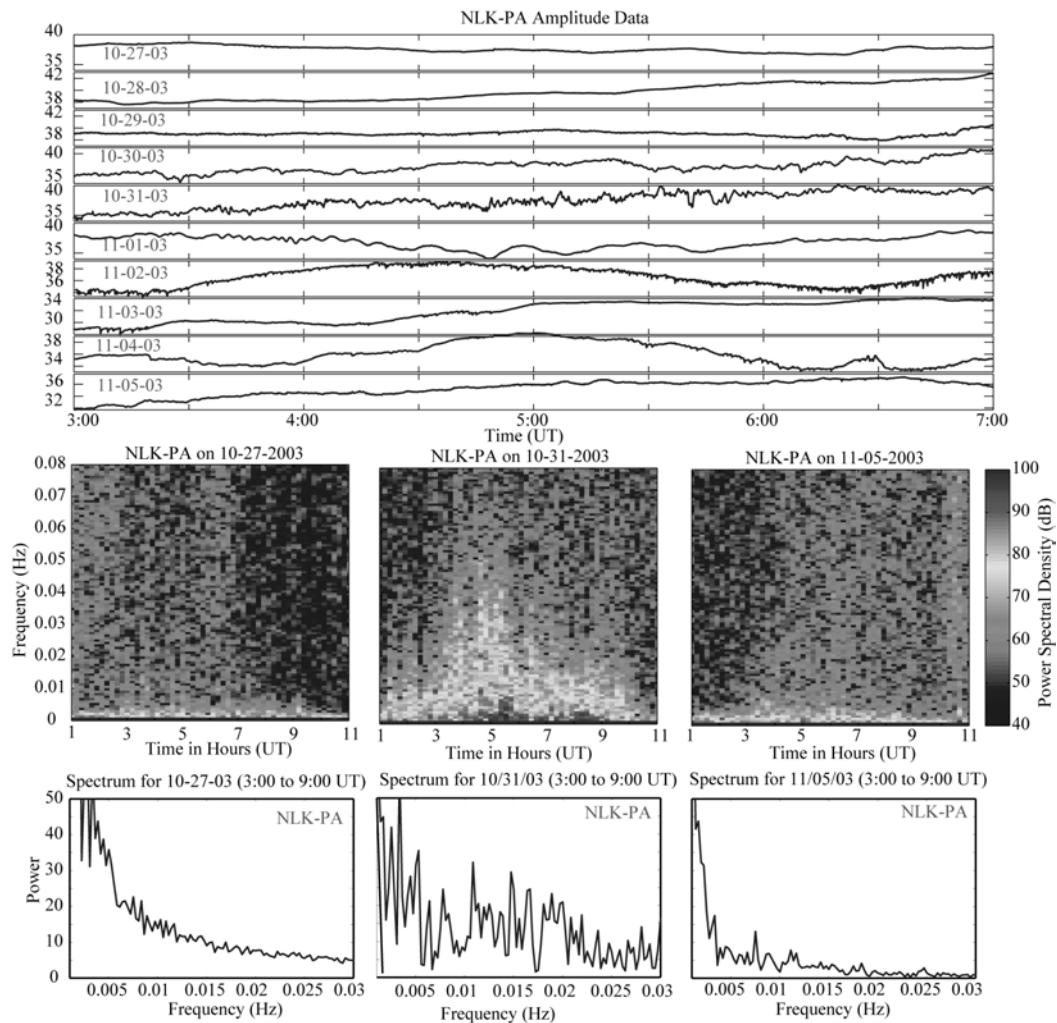 NLK-PA Amplitude Data
40
35
10-27-03
42
38
10-28-03
42
38
10-29-03
40
35
10-30-03
40
35
10-31-03
40
35
11-01-03
38
36
11-02-03
34
30
11-03-03
38
34
11-04-03
36
32
11-05-03
3:00 4:00 5:00 6:00 7:00
Time (UT)
NLK-PA on 10-27-2003 NLK-PA on 10-31-2003 NLK-PA on 11-05-2003
0.08
0.07
0.06
0.05
0.04
0.03
0.02
0.01
0
Frequency (Hz)
1 3 5 7 9 11
Time in Hours (UT)
1 3 5 7 9 11
Time in Hours (UT)
1 3 5 7 9 11
Time in Hours (UT)
100
90
80
70
60
50
40
Power Spectral Density (dB)
Spectrum for 10-27-03 (3:00 to 9:00 UT) Spectrum for 10/31/03 (3:00 to 9:00 UT) Spectrum for 11/05/03 (3:00 to 9:00 UT)
50
40
30
20
10
0
Power
NLK-PA
NLK-PA
NLK-PA
0.005 0.01 0.015 0.02 0.025 0.03
Frequency (Hz)
0.005 0.01 0.015 0.02 0.025 0.03
Frequency (Hz)
0.005 0.01 0.015 0.02 0.025 0.03
Frequency (Hz)